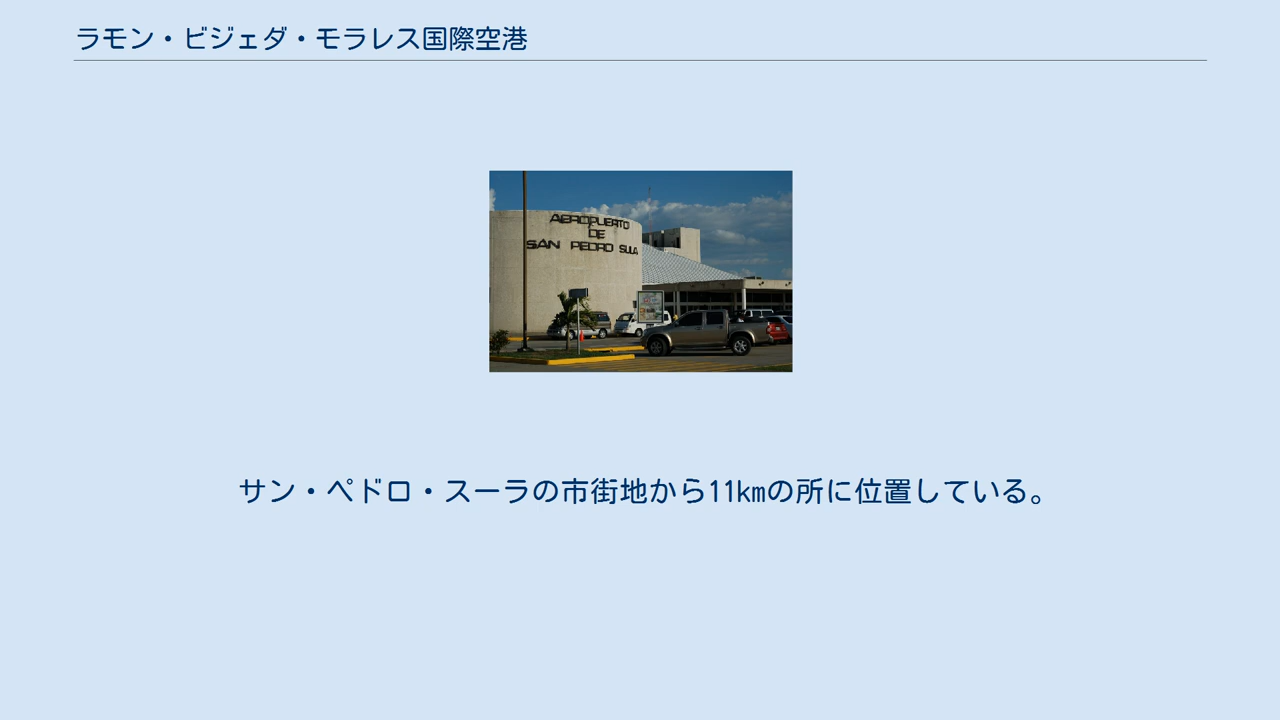 ラモン・ビジェダ・モラレス国際空港
AEROPUERTO
DE
SAN PEDRO SULA
サン・ペドロ・スーラの市街地から11kmの所に位置している。